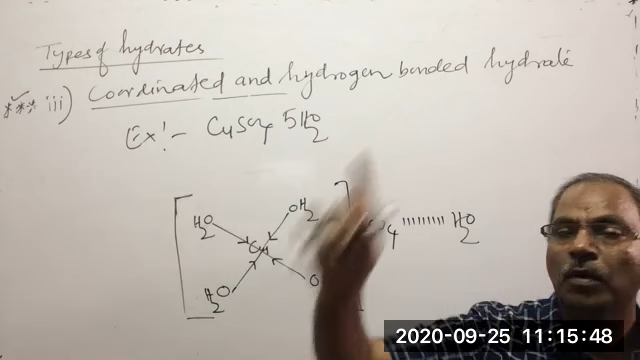 Types of hydrates
*** iii) Coordinated and hydrogen bonded hydrate
Ex:- CuSO4 5H2O
H2O OH2
Cu 4 H2O
H2O O
2020-09-25 11:15:48